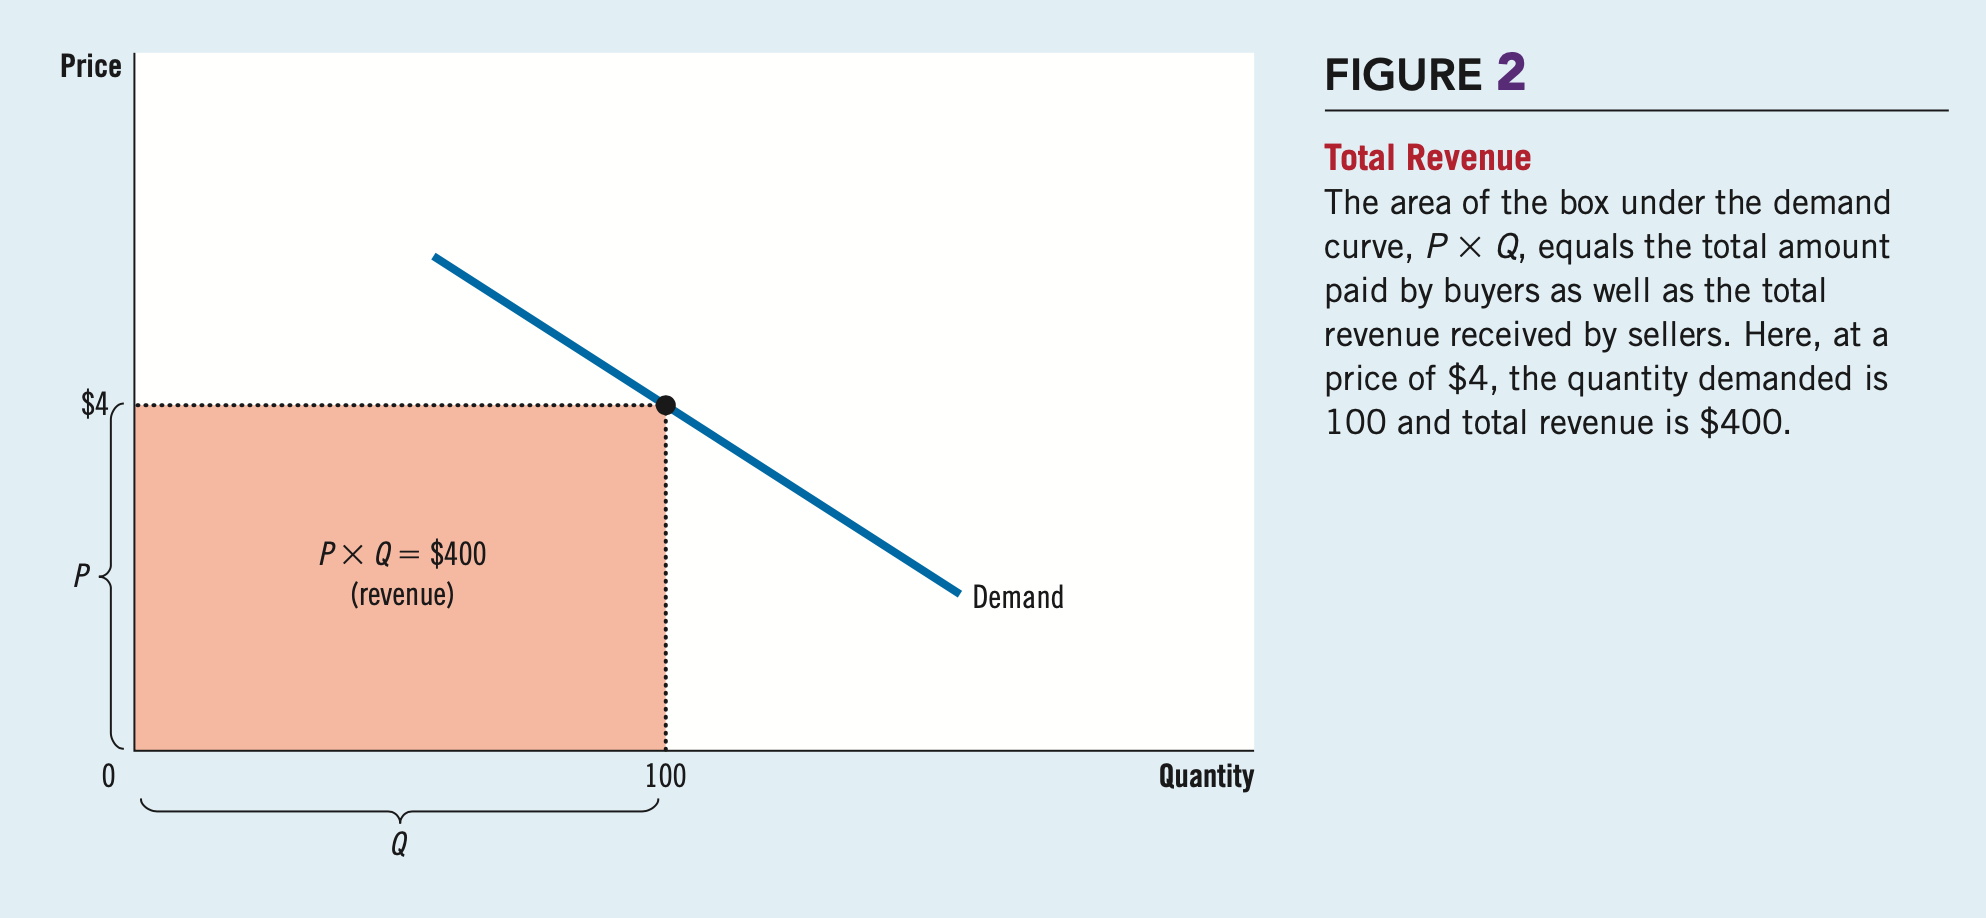 Price
$4
P
P × Q = $400
(revenue)
Demand
0
100
Quantity
Q
FIGURE 2
Total Revenue
The area of the box under the demand
curve, P × Q, equals the total amount
paid by buyers as well as the total
revenue received by sellers. Here, at a
price of $4, the quantity demanded is
100 and total revenue is $400.